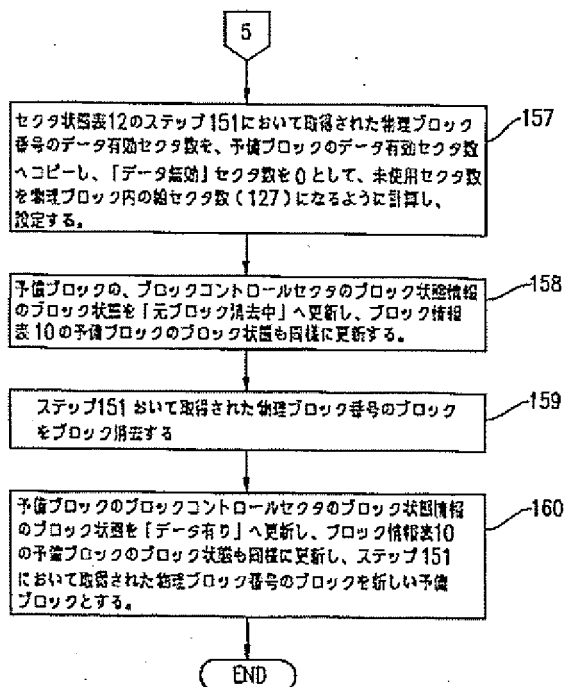 5
セクタ状態表12のステップ151において取得された物理ブロック
番号のデータ有効セクタ数を、予備ブロックのデータ有効セクタ数
へコピーし、「データ無効」セクタ数を0として、未使用セクタ数
を物理ブロック内の総セクタ数(127)になるように計算し、
設定する。
157
予備ブロックの、ブロックコントロールセクタのブロック状態情報
のブロック状態を「元ブロック消去中」へ更新し、ブロック情報
表10の予備ブロックのブロック状態も同様に更新する。
158
ステップ151おいて取得された物理ブロック番号のブロック
をブロック消去する
159
予備ブロックのブロックコントロールセクタのブロック状態情報
のブロック状態を「データ有り」へ更新し、ブロック情報表10
の予備ブロックのブロック状態も同様に更新し、ステップ151
において取得された物理ブロック番号のブロックを新しい予備
ブロックとする。
160
END